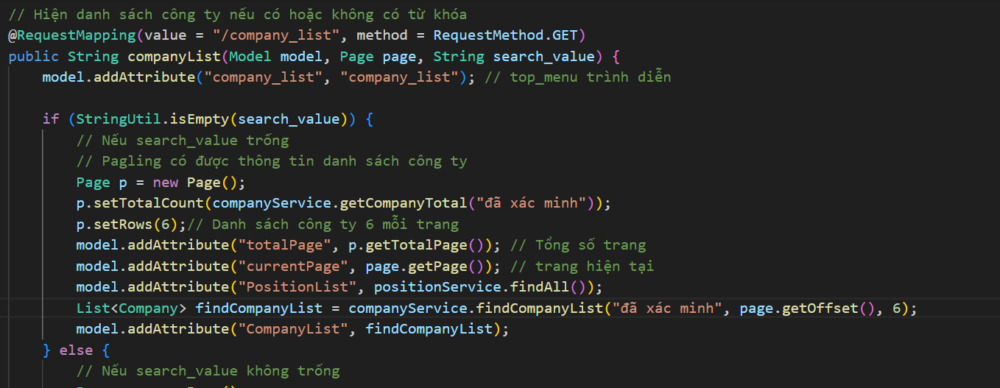 // Hiện danh sách công ty nếu có hoặc không có từ khóa
@RequestMapping(value = "/company_list", method = RequestMethod.GET)
public String companyList(Model model, Page page, String search_value) {
model.addAttribute("company_list", "company_list"); // top_menu trình diễn
if (StringUtil.isEmpty(search_value)) {
// Nếu search_value trống
// Pagling có được thông tin danh sách công ty
Page p = new Page();
p.setTotalCount(companyService.getCompanyTotal("đã xác minh"));
p.setRows(6);// Danh sách công ty 6 mỗi trang
model.addAttribute("totalPage", p.getTotalPage()); // Tổng số trang
model.addAttribute("currentPage", page.getPage()); // trang hiện tại
model.addAttribute("PositionList", positionService.findAll());
List<Company> findCompanyList = companyService.findCompanyList("đã xác minh", page.getOffset(), 6);
model.addAttribute("CompanyList", findCompanyList);
} else {
// Nếu search_value không trống